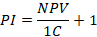 PI = NPV / 1C + 1